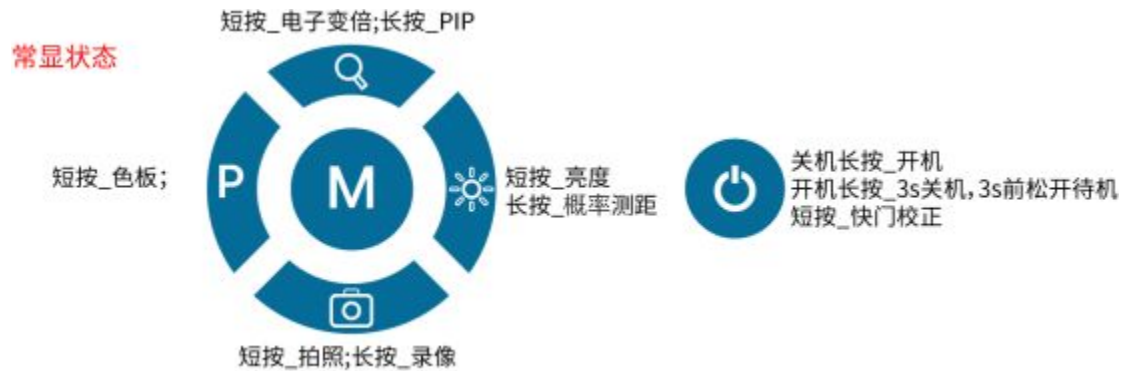 短按_电子变倍;长按_PIP
常显状态
短按_色板;
P
M
短按_亮度
长按_概率测距
关机长按_开机
开机长按_3s关机,3s前松开待机
短按_快门校正
短按_拍照;长按_录像